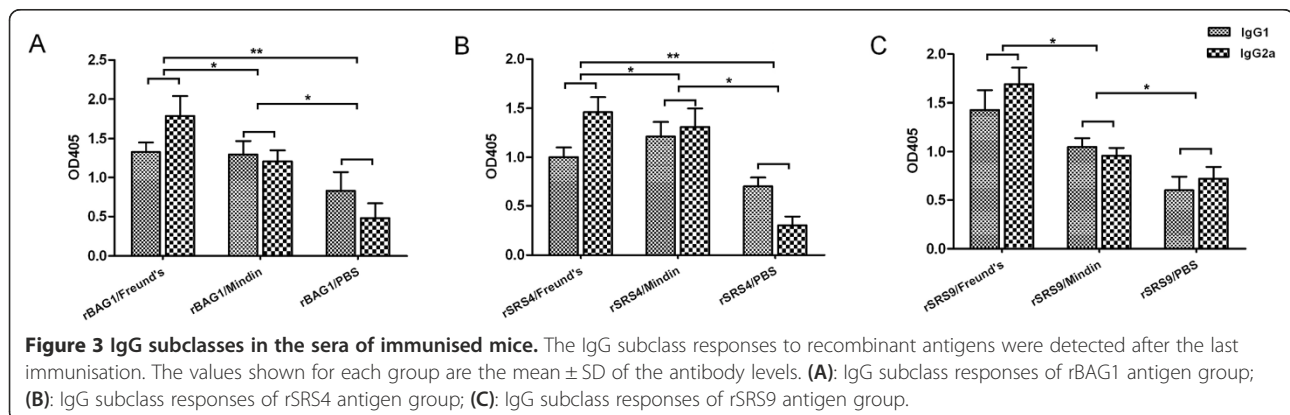 A
2.5
2.0
1.5
1.0
0.5
0.0
OD405
**
*
*
rBAG1/Freund's
rBAG1/Mindin
rBAG1/PBS
B
2.0
1.5
1.0
0.5
0.0
OD405
**
*
*
rSRS4/Freund's
rSRS4/Mindin
rSRS4/PBS
C
2.0
1.5
1.0
0.5
0.0
OD405
*
*
rSRS9/Freund's
rSRS9/Mindin
rSRS9/PBS
IgG1
IgG2a
Figure 3 IgG subclasses in the sera of immunised mice. The IgG subclass responses to recombinant antigens were detected after the last
immunisation. The values shown for each group are the mean ± SD of the antibody levels. (A): IgG subclass responses of rBAG1 antigen group;
(B): IgG subclass responses of rSRS4 antigen group; (C): IgG subclass responses of rSRS9 antigen group.